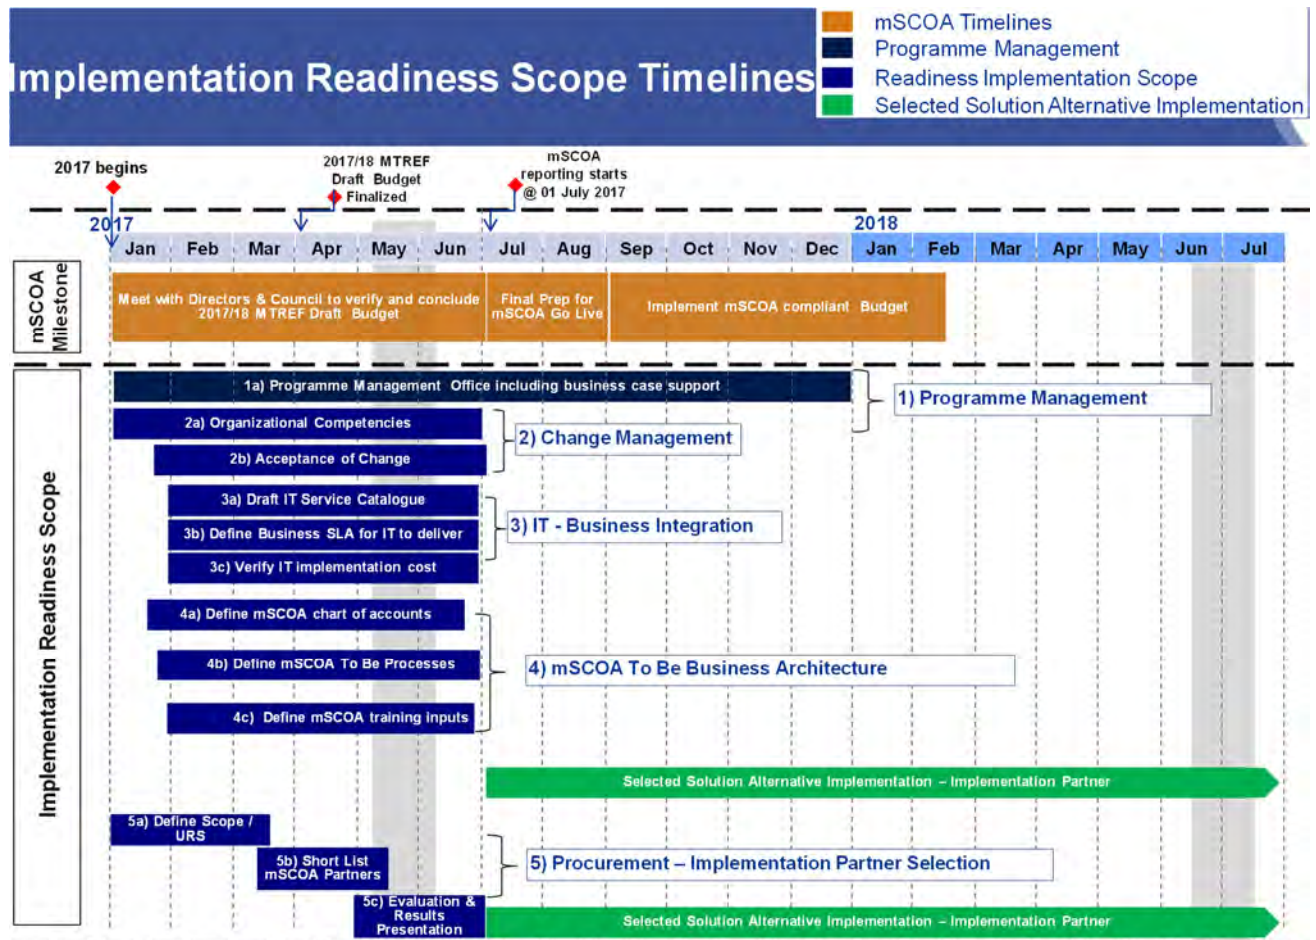 Implementation Readiness Scope Timelines
mSCOA Timelines
Programme Management
Readiness Implementation Scope
Selected Solution Alternative Implementation
2017 begins
2017/18 MTREF
Draft Budget
Finalized
mSCOA
reporting starts
@ 01 July 2017
2017
2018
Jan Feb Mar Apr May Jun Jul Aug Sep Oct Nov Dec Jan Feb Mar Apr May Jun Jul
mSCOA
Milestone
Meet with Directors & Council to verify and conclude
2017/18 MTREF Draft Budget
Final Prep for
mSCOA Go Live
Implement mSCOA compliant Budget
Implementation Readiness Scope
1a) Programme Management Office including business case support
1) Programme Management
2a) Organizational Competencies
2) Change Management
2b) Acceptance of Change
3a) Draft IT Service Catalogue
3b) Define Business SLA for IT to deliver
3) IT - Business Integration
3c) Verify IT implementation cost
4a) Define mSCOA chart of accounts
4b) Define mSCOA To Be Processes
4) mSCOA To Be Business Architecture
4c) Define mSCOA training inputs
Selected Solution Alternative Implementation – Implementation Partner
5a) Define Scope /
URS
5b) Short List
mSCOA Partners
5) Procurement – Implementation Partner Selection
5c) Evaluation &
Results
Presentation
Selected Solution Alternative Implementation – Implementation Partner